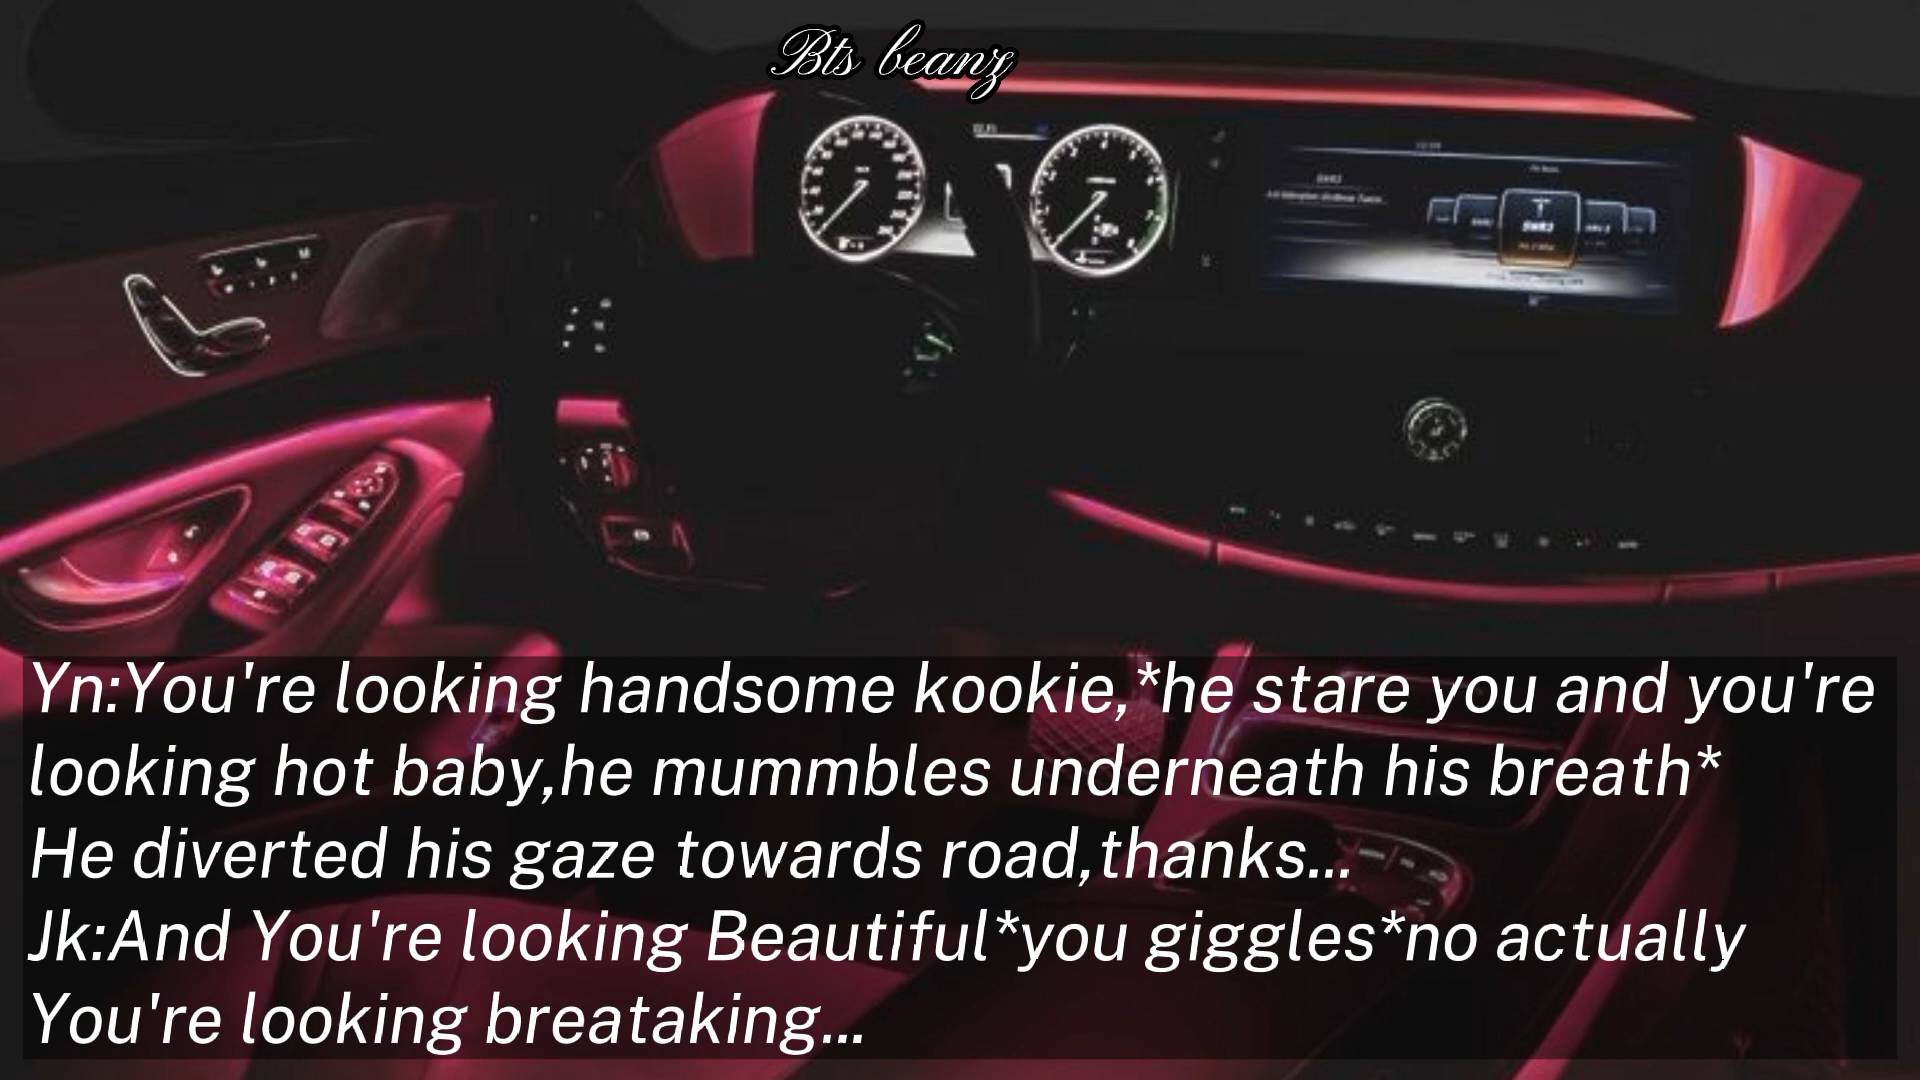 Bts beanz
Yn:You're looking handsome kookie,*he stare you and you're
looking hot baby,he mummbles underneath his breath*
He diverted his gaze towards road,thanks...
Jk:And You're looking Beautiful*you giggles*no actually
You're looking breataking...